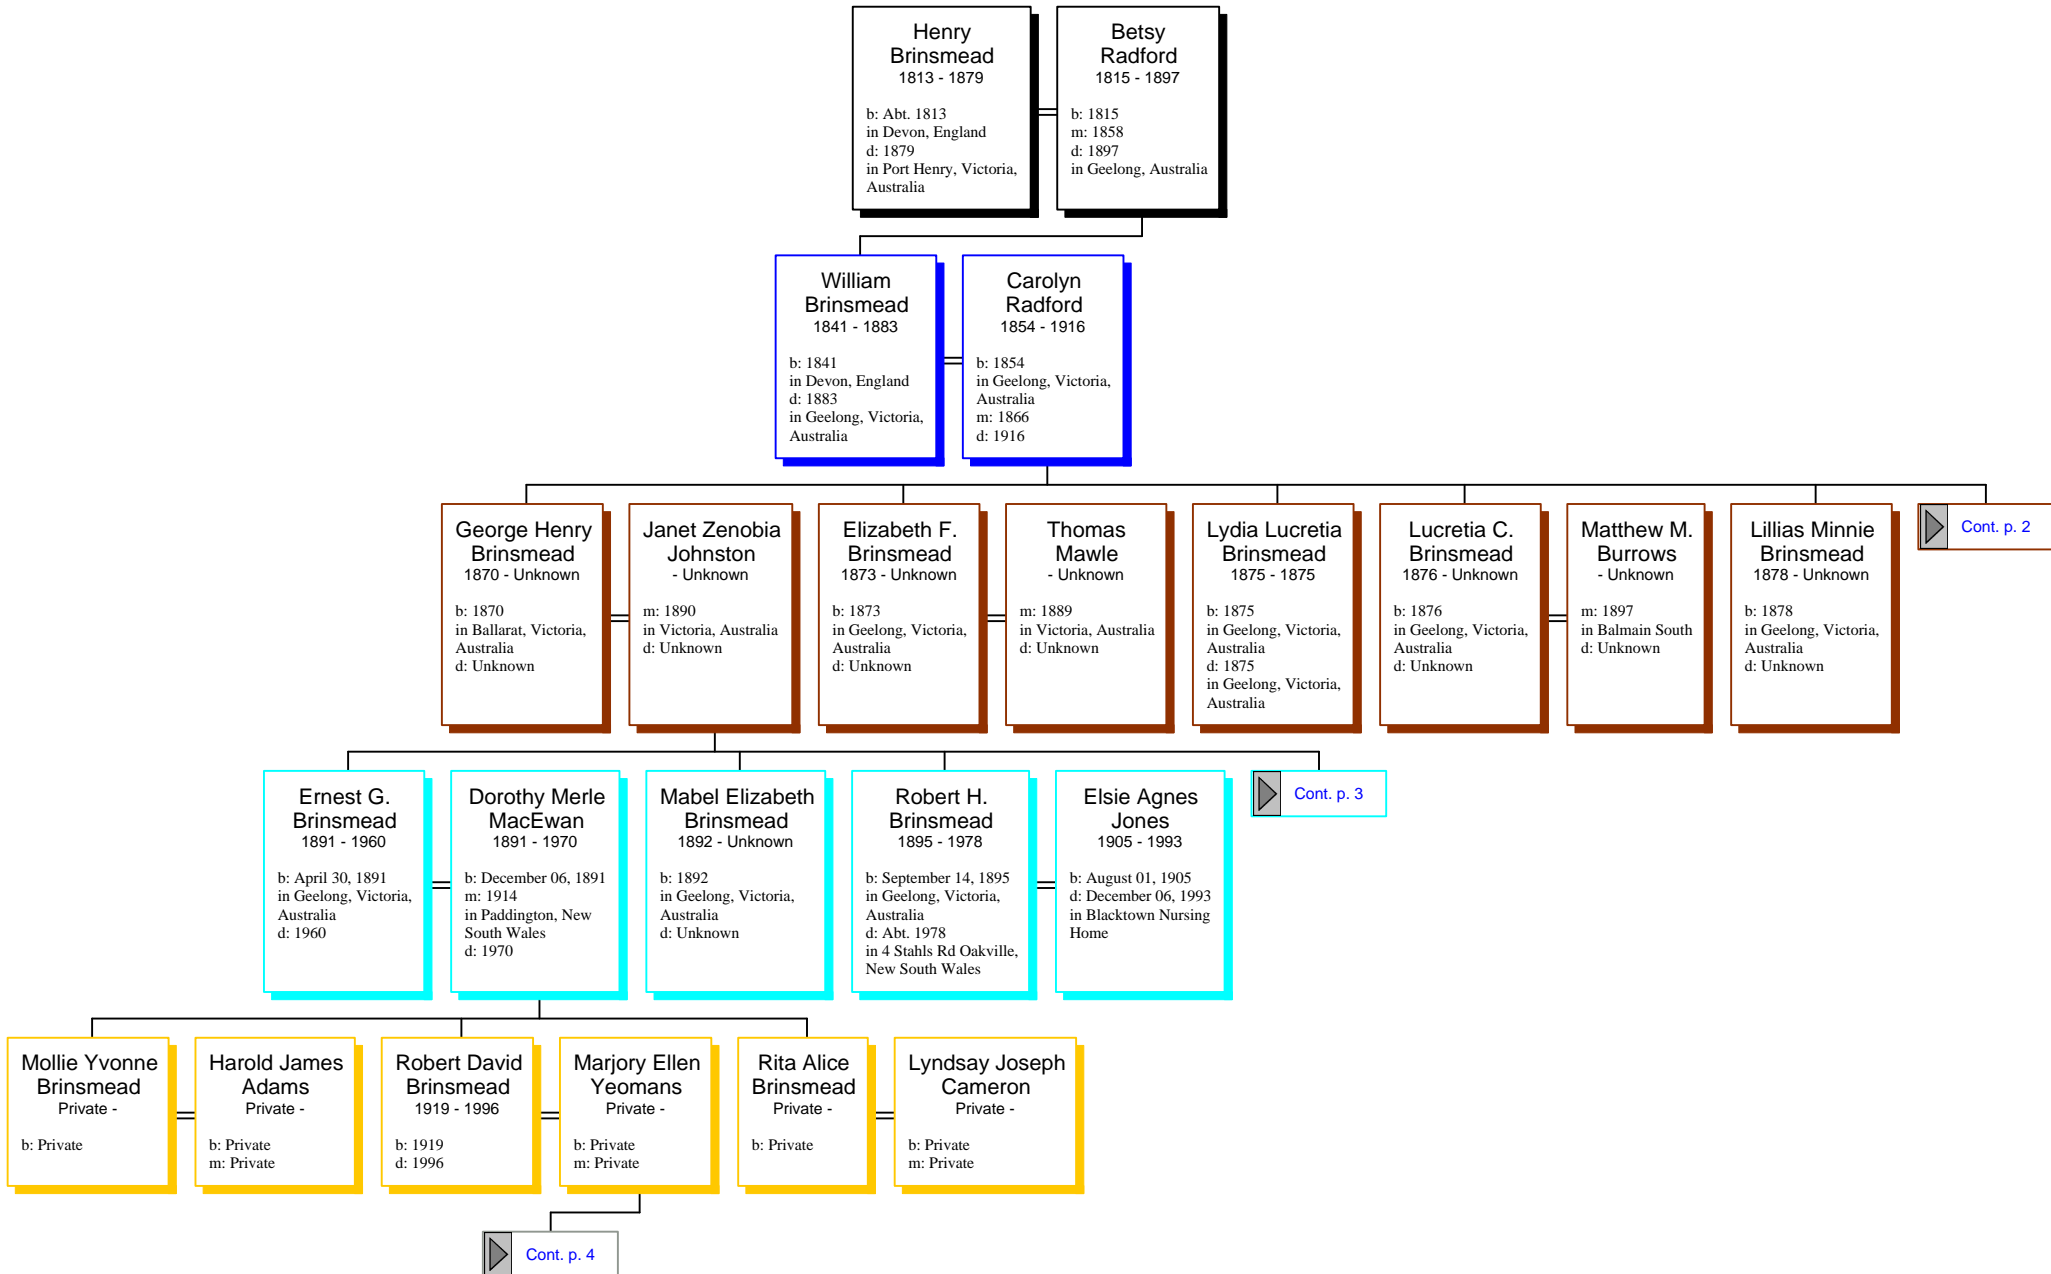 Henry
Brinsmead
1813 - 1879
b: Abt. 1813
in Devon, England
d: 1879
in Port Henry, Victoria,
Australia
Betsy
Radford
1815 - 1897
b: 1815
m: 1858
d: 1897
in Geelong, Australia
William
Brinsmead
1841 - 1883
b: 1841
in Devon, England
d: 1883
in Geelong, Victoria,
Australia
Carolyn
Radford
1854 - 1916
b: 1854
in Geelong, Victoria,
Australia
m: 1866
d: 1916
George Henry
Brinsmead
1870 - Unknown
b: 1870
in Ballarat, Victoria,
Australia
d: Unknown
Janet Zenobia
Johnston
- Unknown
m: 1890
in Victoria, Australia
d: Unknown
Elizabeth F.
Brinsmead
1873 - Unknown
b: 1873
in Geelong, Victoria,
Australia
d: Unknown
Thomas
Mawle
- Unknown
m: 1889
in Victoria, Australia
d: Unknown
Lydia Lucretia
Brinsmead
1875 - 1875
b: 1875
in Geelong, Victoria,
Australia
d: 1875
in Geelong, Victoria,
Australia
Lucretia C.
Brinsmead
1876 - Unknown
b: 1876
in Geelong, Victoria,
Australia
d: Unknown
Matthew M.
Burrows
- Unknown
m: 1897
in Balmain South
d: Unknown
Lillias Minnie
Brinsmead
1878 - Unknown
b: 1878
in Geelong, Victoria,
Australia
d: Unknown
Cont. p. 2
Ernest G.
Brinsmead
1891 - 1960
b: April 30, 1891
in Geelong, Victoria,
Australia
d: 1960
Dorothy Merle
MacEwan
1891 - 1970
b: December 06, 1891
m: 1914
in Paddington, New
South Wales
d: 1970
Mabel Elizabeth
Brinsmead
1892 - Unknown
b: 1892
in Geelong, Victoria,
Australia
d: Unknown
Robert H.
Brinsmead
1895 - 1978
b: September 14, 1895
in Geelong, Victoria,
Australia
d: Abt. 1978
in 4 Stahls Rd Oakville,
New South Wales
Elsie Agnes
Jones
1905 - 1993
b: August 01, 1905
d: December 06, 1993
in Blacktown Nursing
Home
Cont. p. 3
Mollie Yvonne
Brinsmead
Private -
b: Private
Harold James
Adams
Private -
b: Private
m: Private
Robert David
Brinsmead
1919 - 1996
b: 1919
d: 1996
Marjory Ellen
Yeomans
Private -
b: Private
m: Private
Rita Alice
Brinsmead
Private -
b: Private
Lyndsay Joseph
Cameron
Private -
b: Private
m: Private
Cont. p. 4